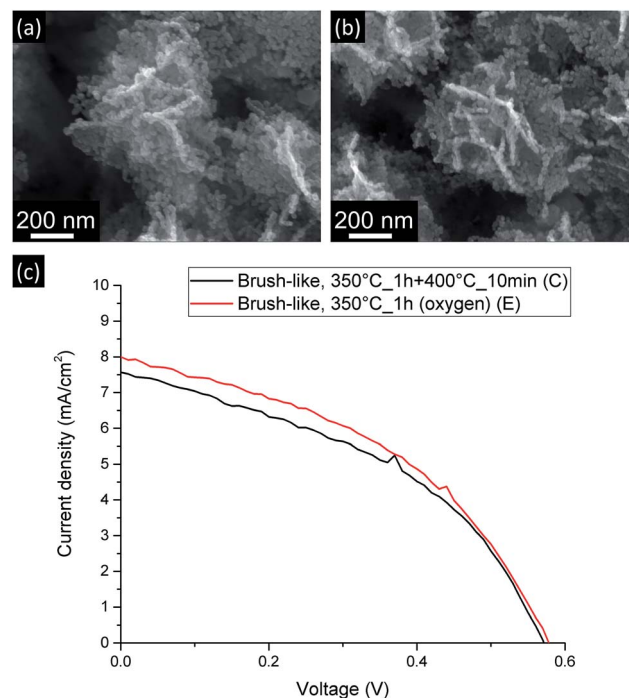 (a)
(b)
200 nm
200 nm
(c)
Brush-like, 350°C_1h+400°C_10min (C)
Brush-like, 350°C_1h (oxygen) (E)
10
9
8
7
6
5
4
3
2
1
0
Current density (mA/cm²)
0.0 0.2 0.4 0.6
Voltage (V)